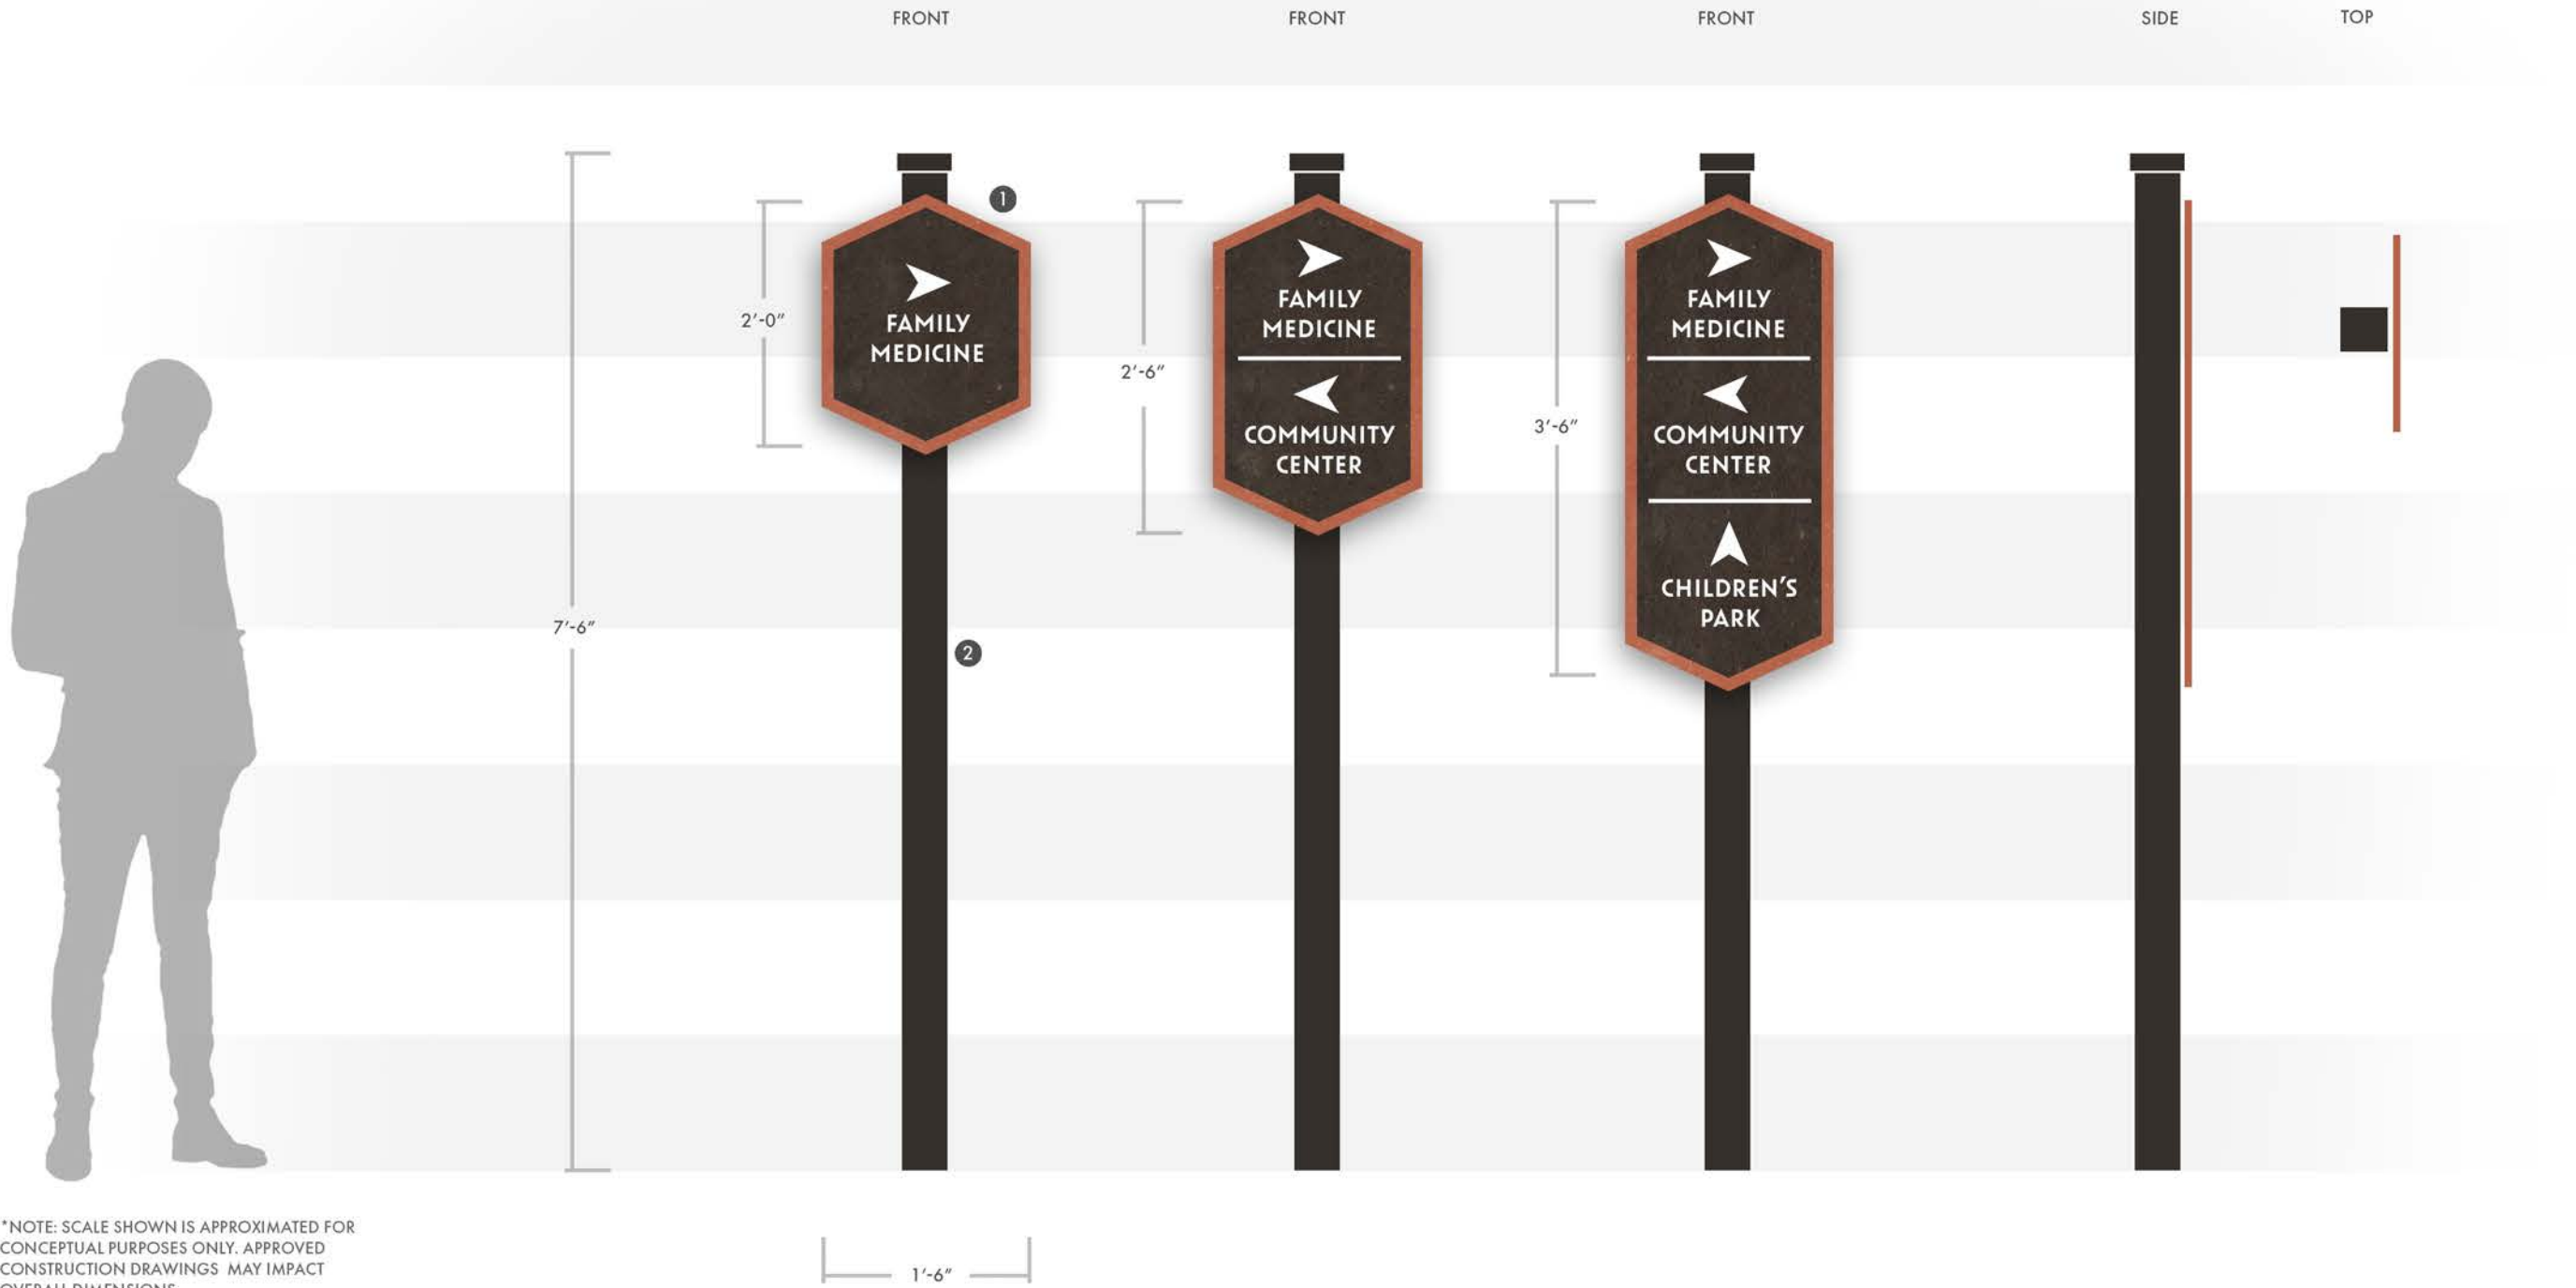 FRONT
FRONT
FRONT
SIDE
TOP
1
2'-0"
FAMILY
MEDICINE
2'-6"
FAMILY
MEDICINE
COMMUNITY
CENTER
3'-6"
FAMILY
MEDICINE
COMMUNITY
CENTER
CHILDREN'S
PARK
7'-6"
2
*NOTE: SCALE SHOWN IS APPROXIMATED FOR
CONCEPTUAL PURPOSES ONLY. APPROVED
CONSTRUCTION DRAWINGS MAY IMPACT
OVERALL DIMENSIONS
1'-6"